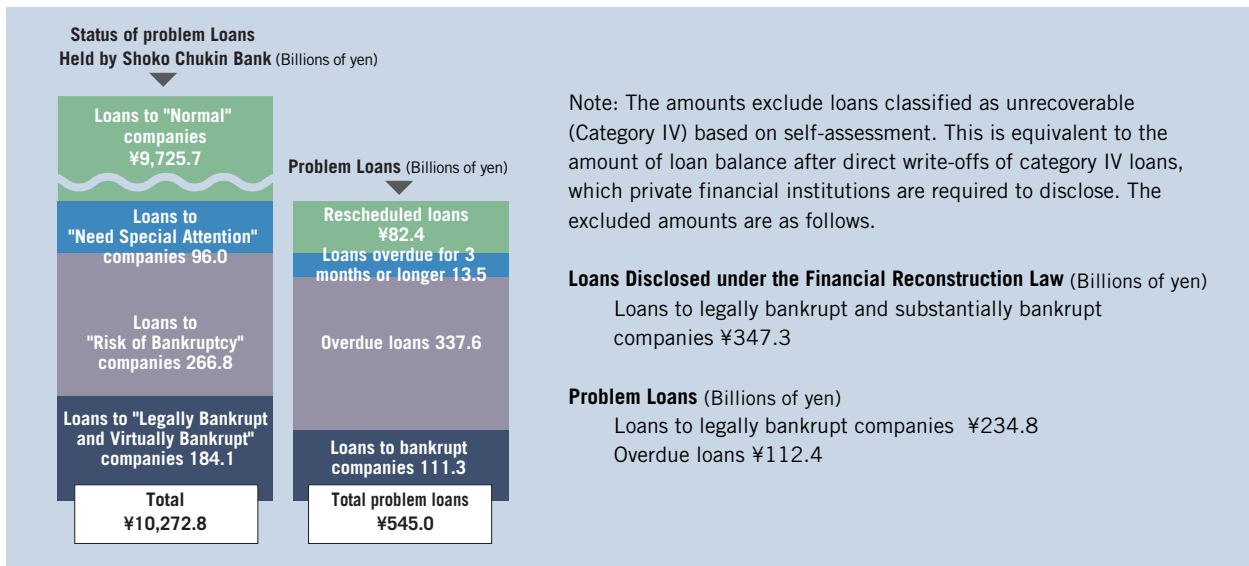 Status of problem Loans
Held by Shoko Chukin Bank (Billions of yen)
Loans to "Normal"
companies
¥9,725.7
Loans to
"Need Special Attention"
companies 96.0
Loans to
"Risk of Bankruptcy"
companies 266.8
Loans to "Legally Bankrupt
and Virtually Bankrupt"
companies 184.1
Total
¥10,272.8
Problem Loans (Billions of yen)
Rescheduled loans
¥82.4
Loans overdue for 3
months or longer 13.5
Overdue loans 337.6
Loans to bankrupt
companies 111.3
Total problem loans
¥545.0
Note: The amounts exclude loans classified as unrecoverable
(Category IV) based on self-assessment. This is equivalent to the
amount of loan balance after direct write-offs of category IV loans,
which private financial institutions are required to disclose. The
excluded amounts are as follows.
Loans Disclosed under the Financial Reconstruction Law (Billions of yen)
Loans to legally bankrupt and substantially bankrupt
companies ¥347.3
Problem Loans (Billions of yen)
Loans to legally bankrupt companies ¥234.8
Overdue loans ¥112.4